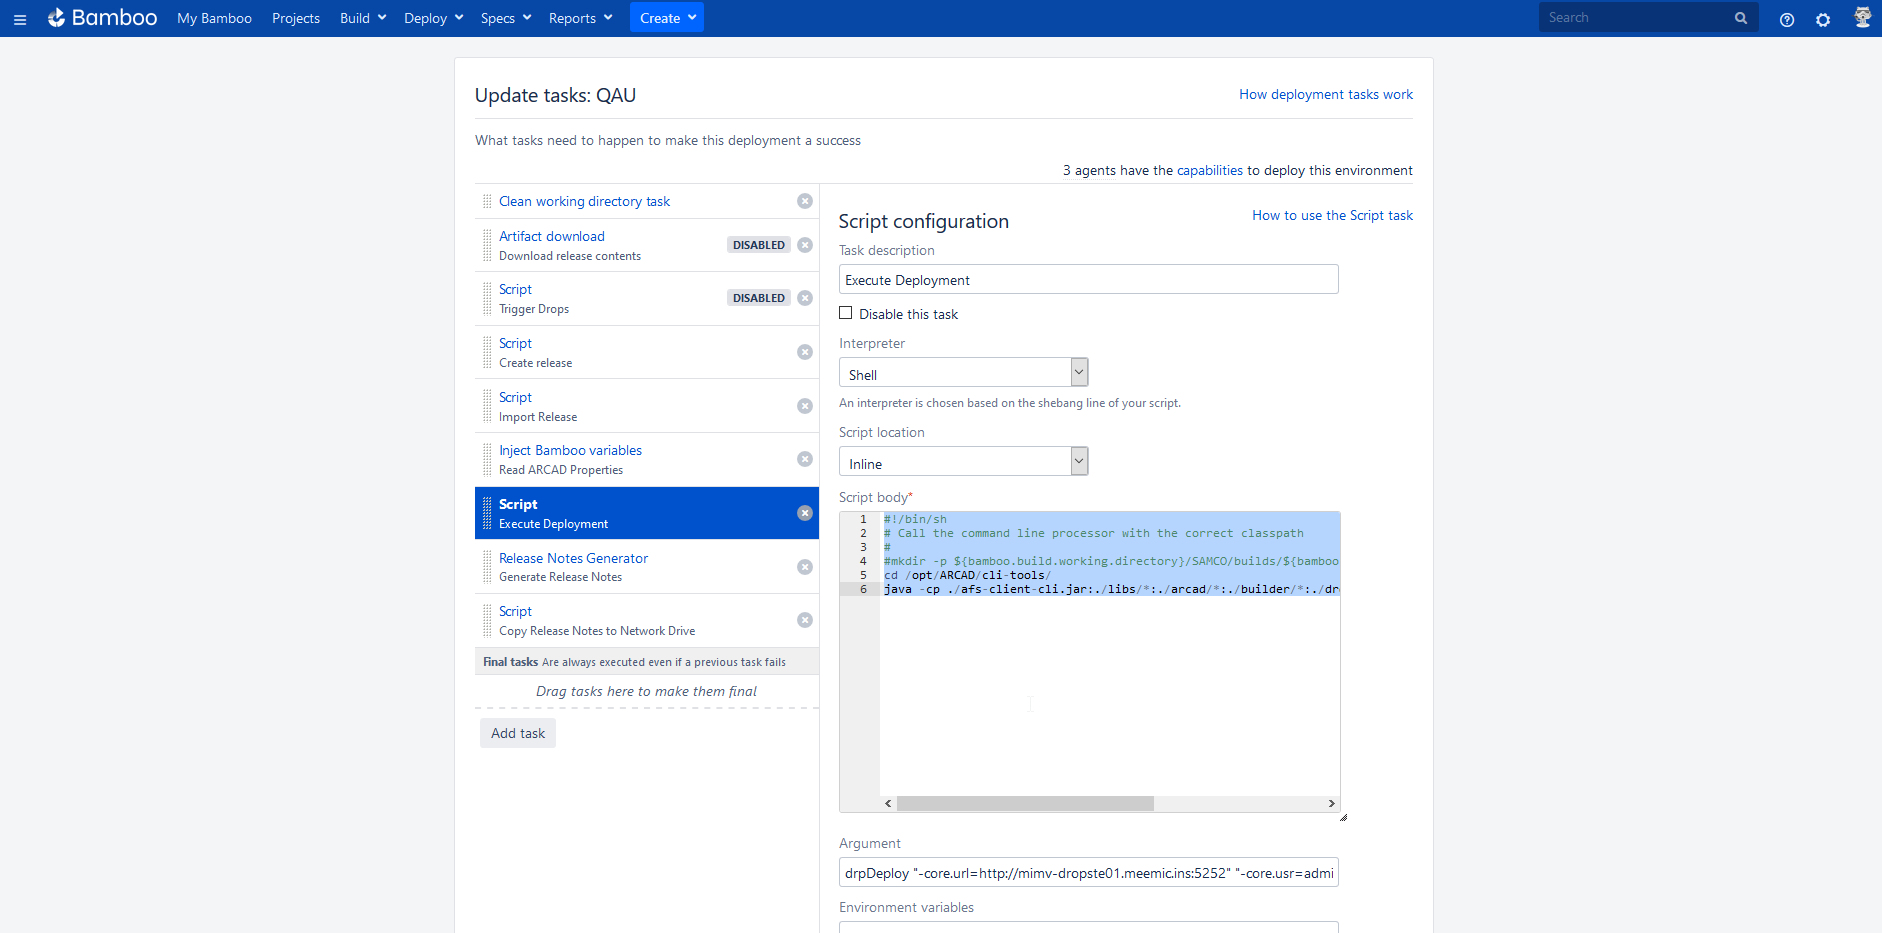 Bamboo My Bamboo Projects Build Deploy Specs Reports Create Search
Update tasks: QAU
How deployment tasks work
What tasks need to happen to make this deployment a success
3 agents have the capabilities to deploy this environment
Clean working directory task
Artifact download
DISABLED
Download release contents
Script
DISABLED
Trigger Drops
Script
Create release
Script
Import Release
Inject Bamboo variables
Read ARCAD Properties
Script
Execute Deployment
Release Notes Generator
Generate Release Notes
Script
Copy Release Notes to Network Drive
Final tasks Are always executed even if a previous task fails
Drag tasks here to make them final
Add task
Script configuration
How to use the Script task
Task description
Execute Deployment
Disable this task
Interpreter
Shell
An interpreter is chosen based on the shebang line of your script.
Script location
Inline
Script body*
1 #!/bin/sh
2 # Call the command line processor with the correct classpath
3 #
4 #mkdir -p ${bamboo.build.working.directory}/SAMCO/builds/${bamboo
5 cd /opt/ARCAD/cli-tools/
6 java -cp ./afs-client-cli.jar:./libs/*:./arcad/*:./builder/*:./dr
Argument
drpDeploy "-core.url=http://mimv-dropste01.meemic.ins:5252" "-core.usr=admi
Environment variables